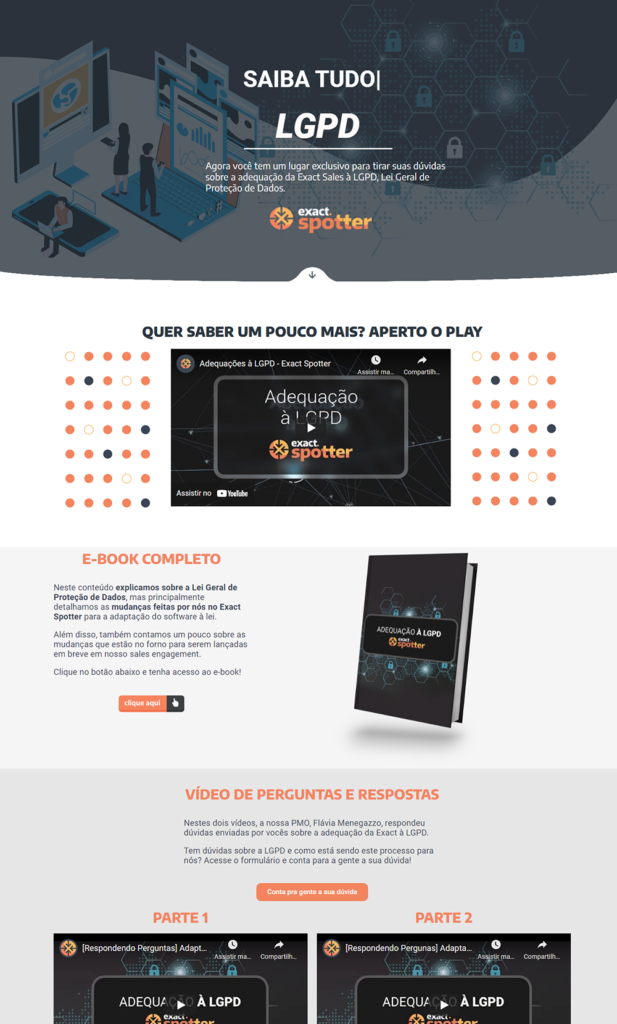 SAIBA TUDO|
LGPD
Agora você tem um lugar exclusivo para tirar suas dúvidas
sobre a adequação da Exact Sales à LGPD, Lei Geral de
Proteção de Dados.
exact.
spotter
QUER SABER UM POUCO MAIS? APERTO O PLAY
Adequações à LGPD - Exact Spotter
Assistir ma...
Compartilh...
Adequação
à LGPD
exact.
spotter
Assistir no YouTube
E-BOOK COMPLETO
Neste conteúdo explicamos sobre a Lei Geral de
Proteção de Dados, mas principalmente
detalhamos as mudanças feitas por nós no Exact
Spotter para a adaptação do software à lei.
Além disso, também contamos um pouco sobre as
mudanças que estão no forno para serem lançadas
em breve em nosso sales engagement.
Clique no botão abaixo e tenha acesso ao e-book!
clique aqui
ADEQUAÇÃO À LGPD
exact.
spotter
VÍDEO DE PERGUNTAS E RESPOSTAS
Nestes dois vídeos, a nossa PMO, Flávia Menegazzo, respondeu
dúvidas enviadas por vocês sobre a adequação da Exact à LGPD.
Tem dúvidas sobre a LGPD e como está sendo este processo para
nós? Acesse o formulário e conta para a gente a sua dúvida!
Conta pra gente a sua dúvida
PARTE 1
PARTE 2
[Respondendo Perguntas] Adapt...
Assistir ma...
Compartilh...
[Respondendo Pergunas] Adapta...
Assistir ma...
Compartilh...
ADEQUAÇÃO À LGPD
exact.
spotter
ADEQUAÇÃO À LGPD
exact.
spotter